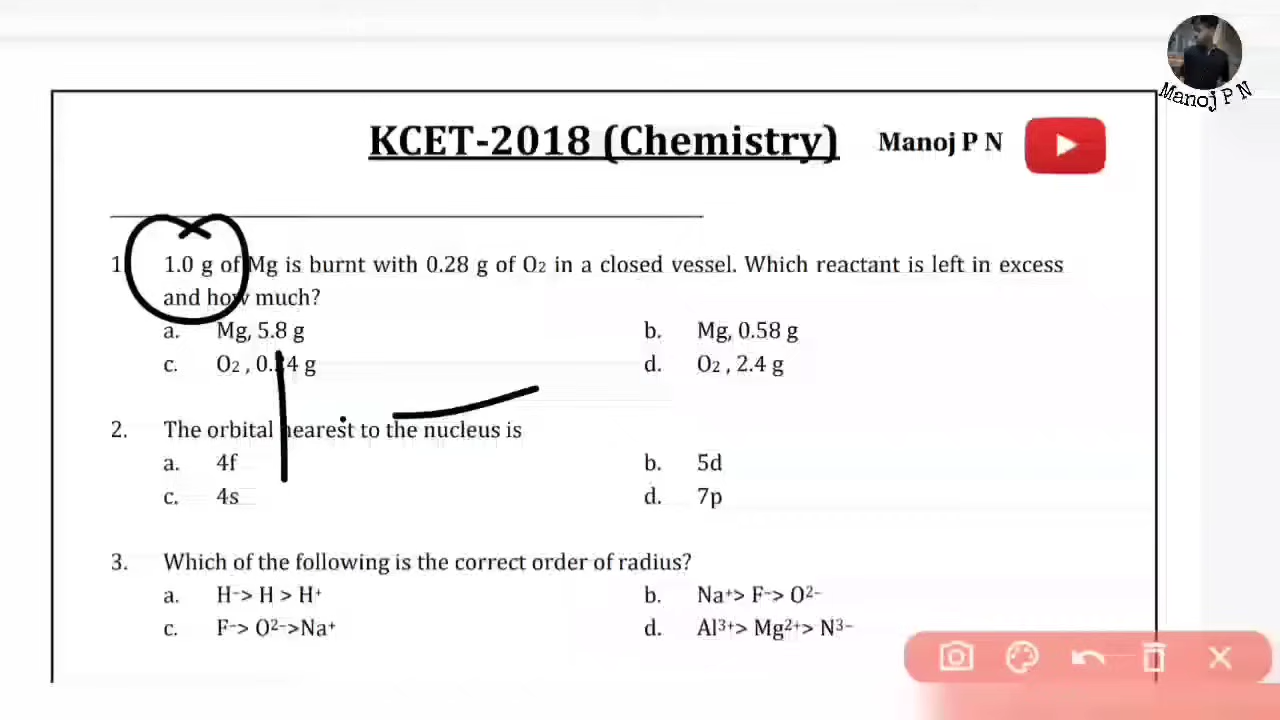 Manoj P N
KCET-2018 (Chemistry)
Manoj P N
1. 1.0 g of Mg is burnt with 0.28 g of O2 in a closed vessel. Which reactant is left in excess
and how much?
a. Mg, 5.8 g
b. Mg, 0.58 g
c. O2 , 0. 4 g
d. O2 , 2.4 g
2. The orbital nearest to the nucleus is
a. 4f
b. 5d
c. 4s
d. 7p
3. Which of the following is the correct order of radius?
a. H⁻> H > H⁺
b. Na⁺> F⁻> O²⁻
c. F⁻> O²⁻>Na⁺
d. Al³⁺> Mg²⁺> N³⁻